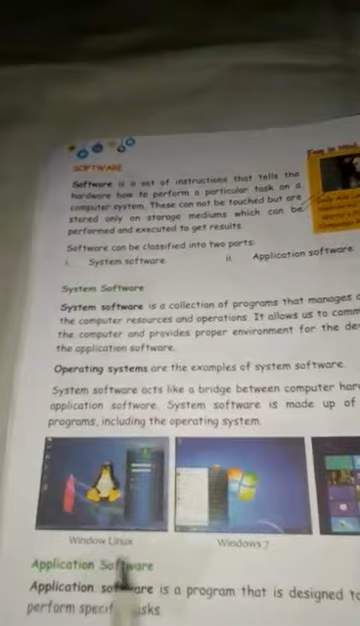 SOFTWARE
Software is a set of instructions that tells the
hardware how to perform a particular task on a
computer system. These can not be touched but are
stored only on storage mediums which can be
performed and executed to get results.
Software can be classified into two parts:
i. System software ii. Application software
System Software
System software is a collection of programs that manages
the computer resources and operations. It allows us to
the computer and provides proper environment for the
the application software.
Operating systems are the examples of system software.
System software acts like a bridge between computer
application software. System software is made up of
programs, including the operating system.
Window Linux
Windows 7
Application Software
Application software is a program that is designed to
perform